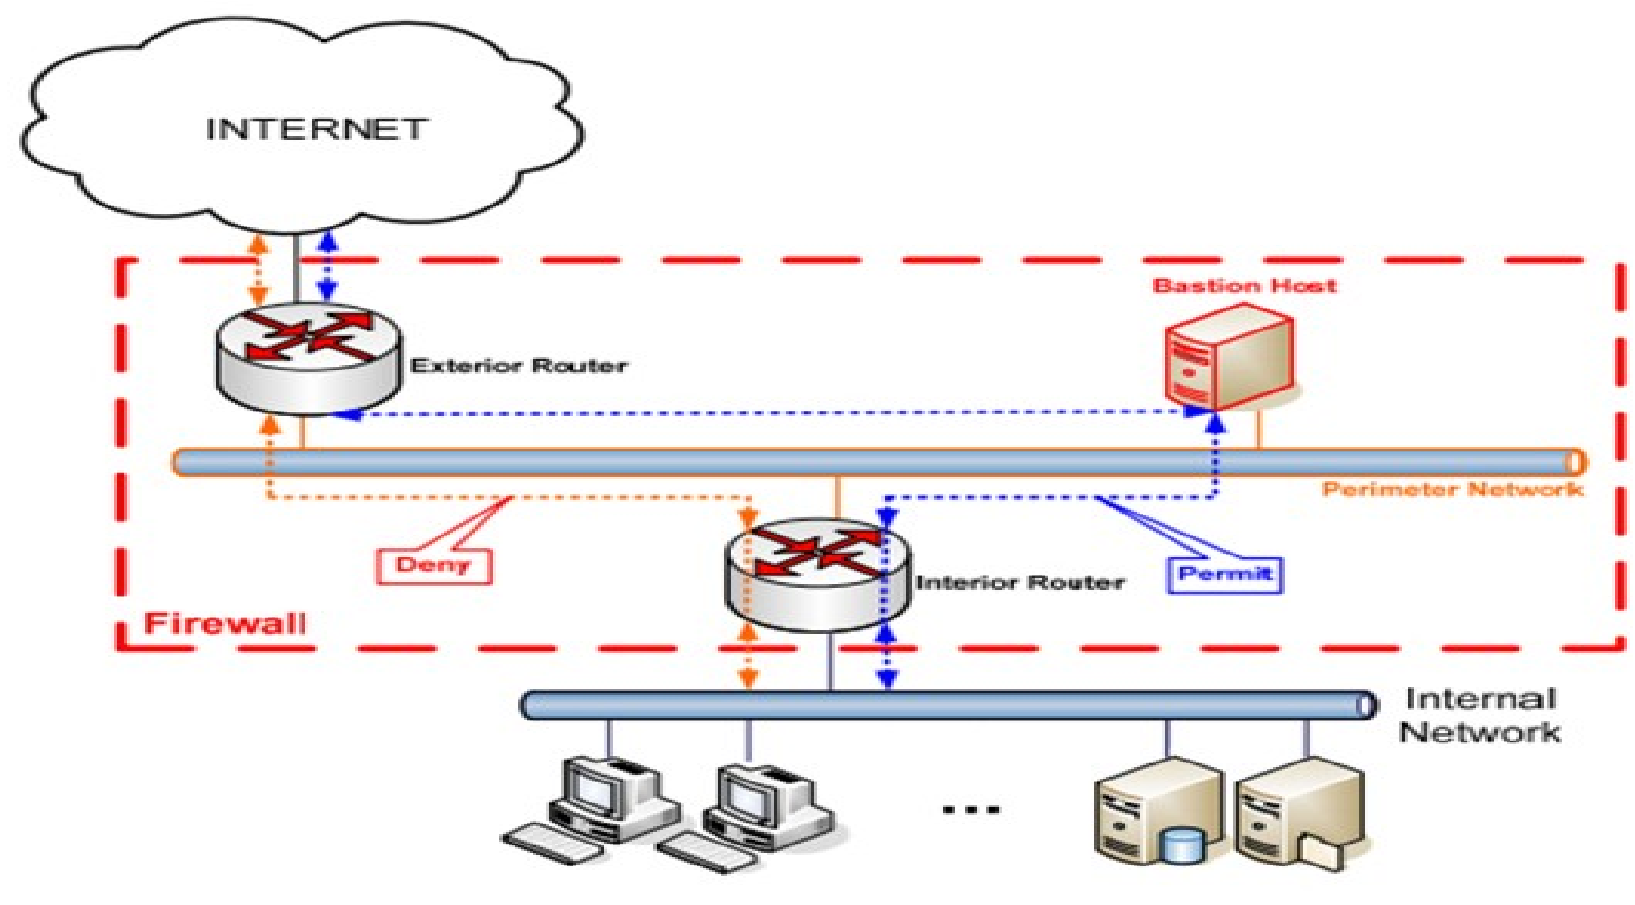 INTERNET
Bastion Host
Exterior Router
Perimeter Network
Deny
Permit
Interior Router
Firewall
Internal
Network
...